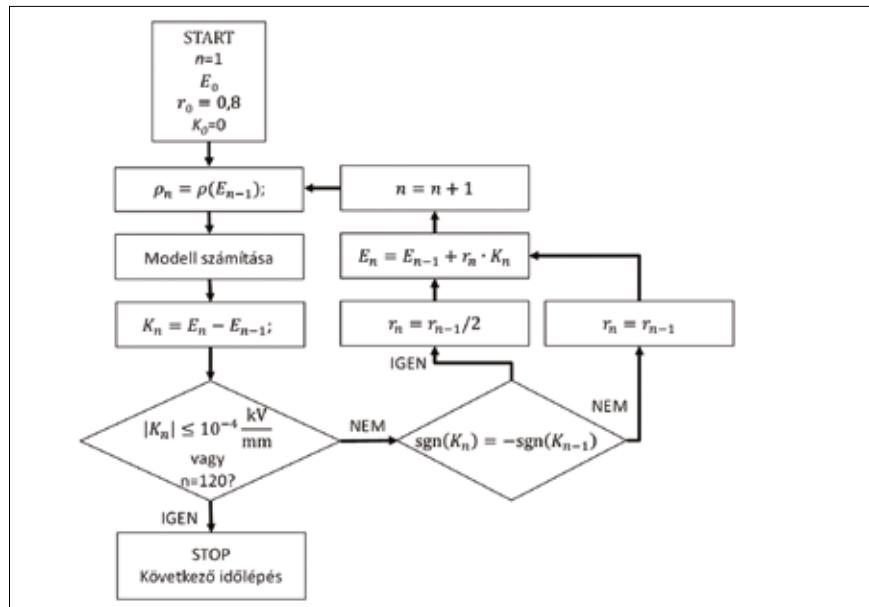 START
n=1
E₀
r₀ = 0,8
K₀=0
ρₙ = ρ(Eₙ₋₁);
n = n + 1
Modell számítása
Eₙ = Eₙ₋₁ + rₙ · Kₙ
Kₙ = Eₙ − Eₙ₋₁;
rₙ = rₙ₋₁/2
rₙ = rₙ₋₁
IGEN
NEM
|Kₙ| ≤ 10⁻⁴ kV/mm
vagy
n=120?
NEM
sgn(Kₙ) = −sgn(Kₙ₋₁)
IGEN
STOP
Következő időlépés